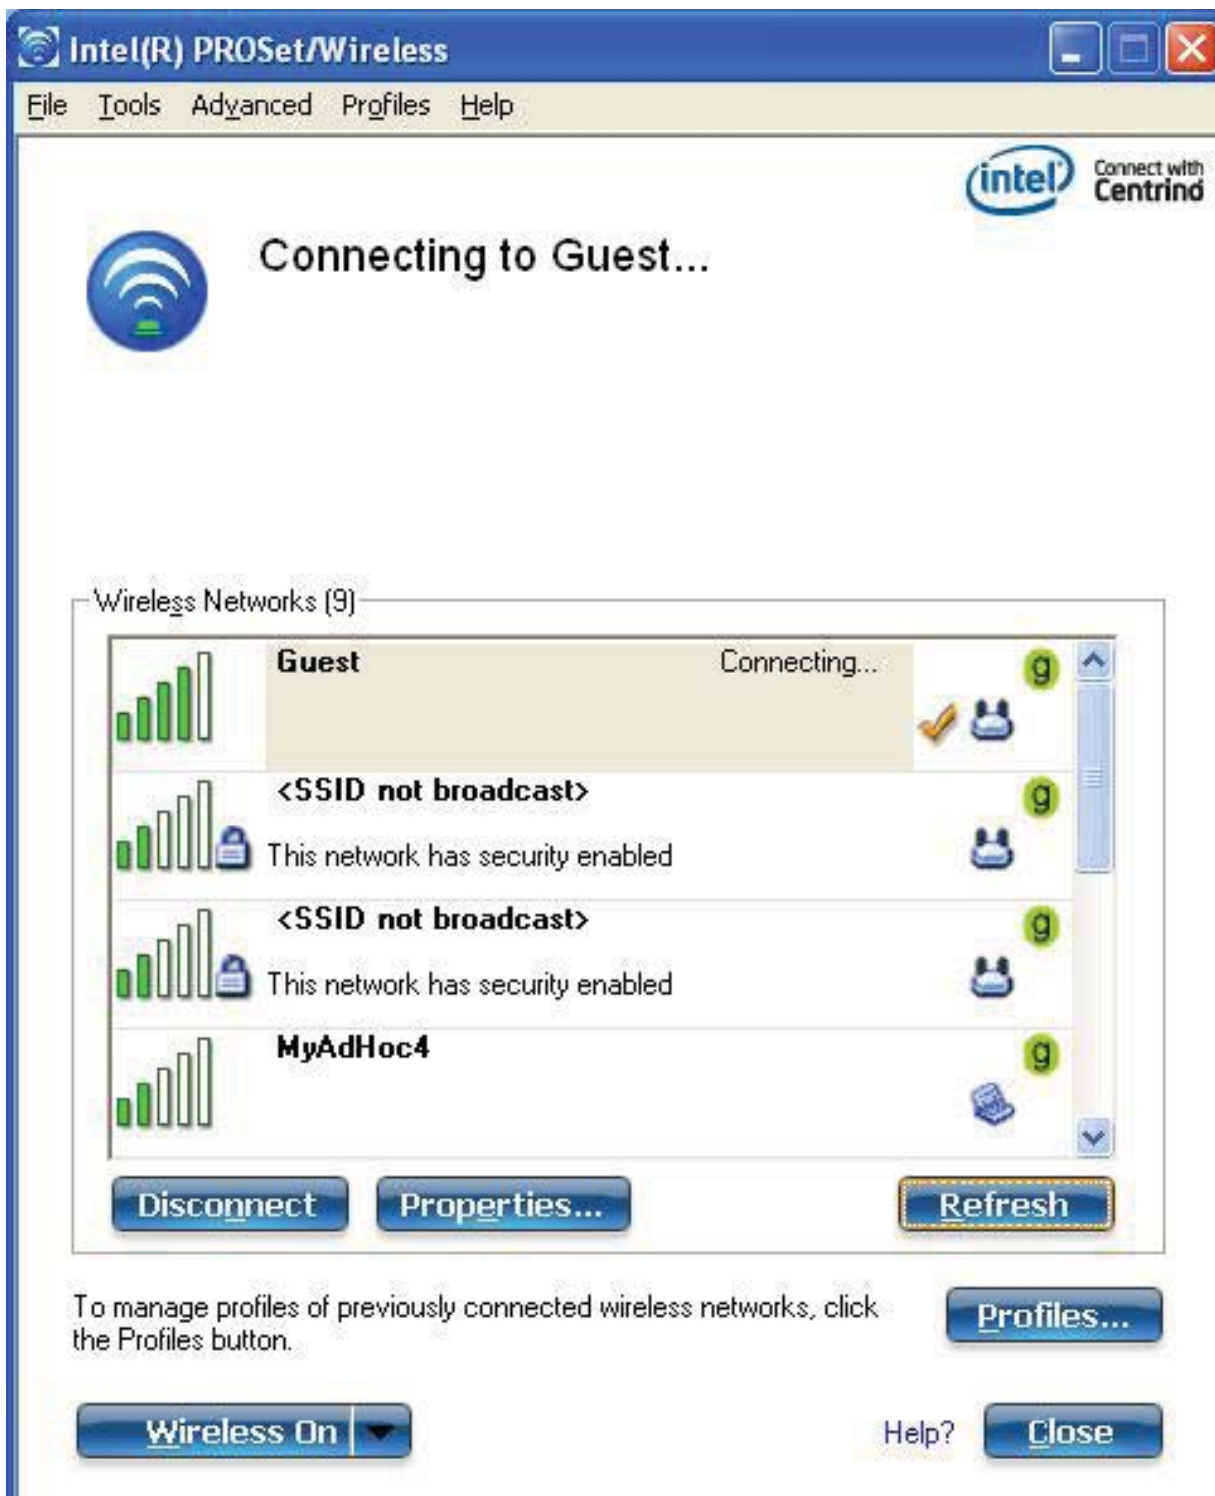 Intel(R) PROSet/Wireless
File Tools Advanced Profiles Help
intel Connect with
Centrino
Connecting to Guest...
Wireless Networks (9)
Guest Connecting...
g
<SSID not broadcast>
g
This network has security enabled
<SSID not broadcast>
g
This network has security enabled
MyAdHoc4
g
Disconnect Properties... Refresh
To manage profiles of previously connected wireless networks, click
the Profiles button.
Profiles...
Wireless On Help? Close